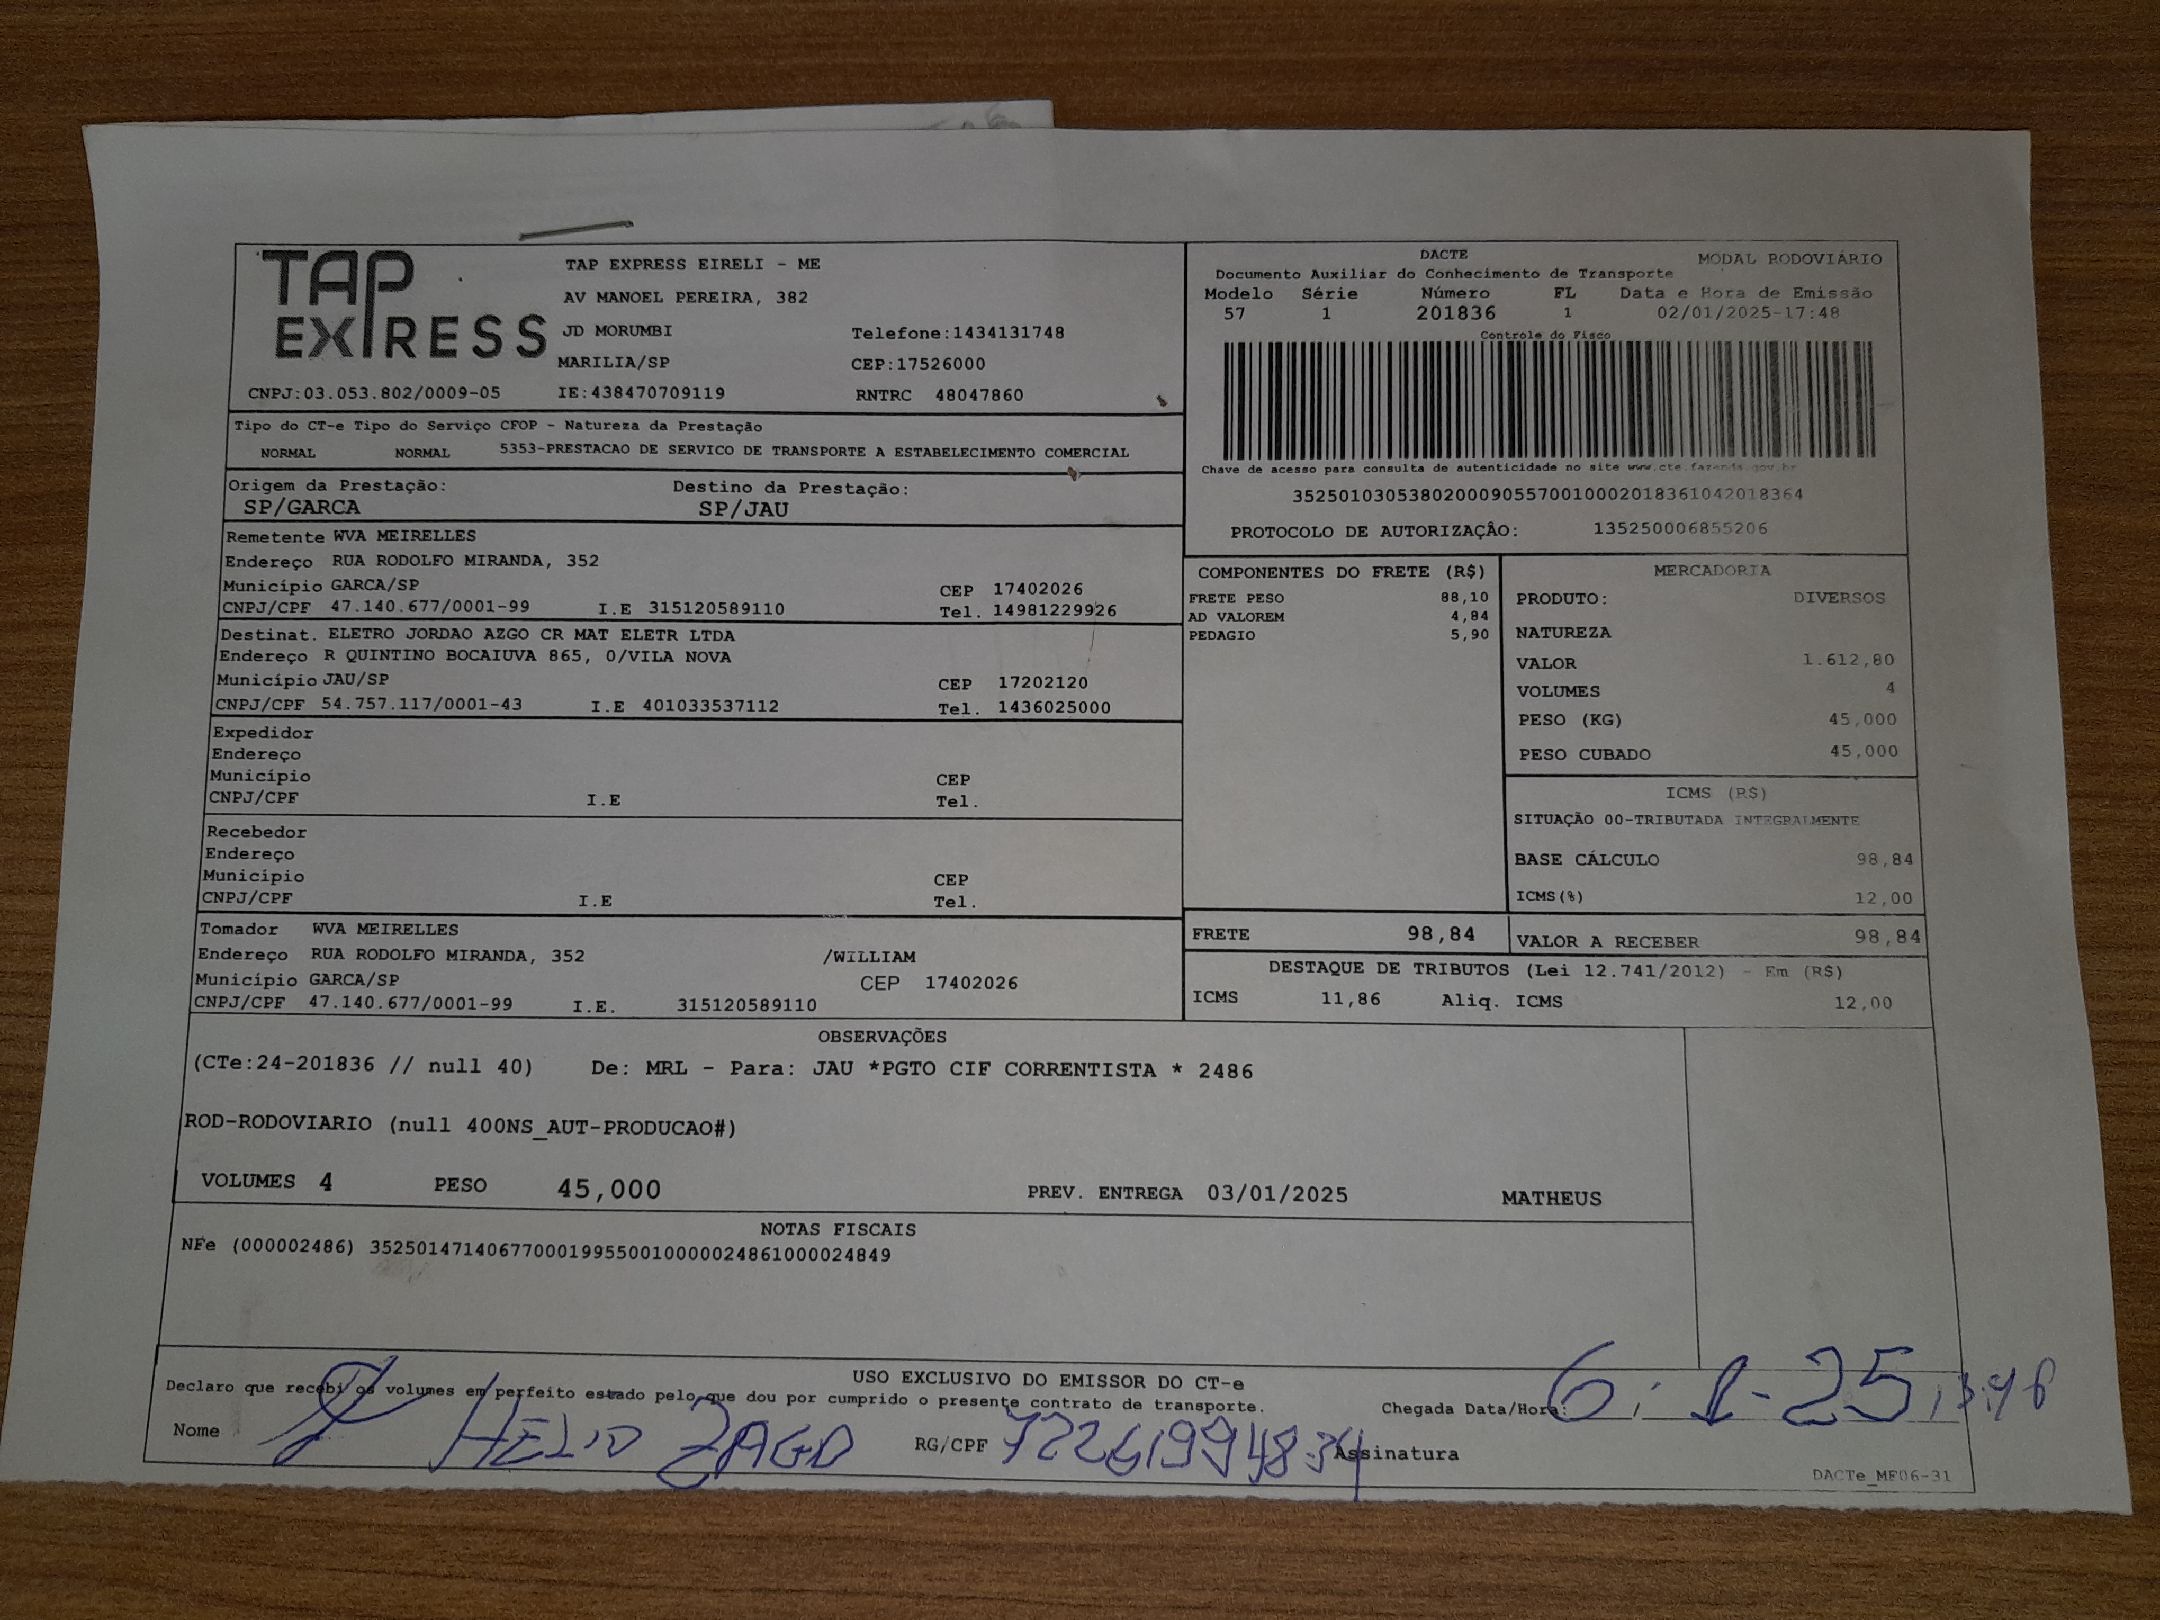 TAP
EXPRESS
TAP EXPRESS EIRELI - ME
AV MANOEL PEREIRA, 382
JD MORUMBI Telefone:1434131748
MARILIA/SP CEP:17526000
CNPJ:03.053.802/0009-05 IE:438470709119 RNTRC 48047860
DACTE MODAL RODOVIÁRIO
Documento Auxiliar do Conhecimento de Transporte
Modelo Série Número FL Data e Hora de Emissão
57 1 201836 1 02/01/2025-17:48
Controle do Fisco
Chave de acesso para consulta de autenticidade no site www.cte.fazenda.gov.br
35250103053802000905570010002018361042018364
PROTOCOLO DE AUTORIZAÇÂO: 135250006855206
Tipo do CT-e Tipo do Serviço CFOP - Natureza da Prestação
NORMAL NORMAL 5353-PRESTACAO DE SERVICO DE TRANSPORTE A ESTABELECIMENTO COMERCIAL
Origem da Prestação: Destino da Prestação:
SP/GARCA SP/JAU
Remetente WVA MEIRELLES
Endereço RUA RODOLFO MIRANDA, 352
Município GARCA/SP CEP 17402026
CNPJ/CPF 47.140.677/0001-99 I.E 315120589110 Tel. 14981229926
Destinat. ELETRO JORDAO AZGO CR MAT ELETR LTDA
Endereço R QUINTINO BOCAIUVA 865, 0/VILA NOVA
Município JAU/SP CEP 17202120
CNPJ/CPF 54.757.117/0001-43 I.E 401033537112 Tel. 1436025000
Expedidor
Endereço
Município CEP
CNPJ/CPF I.E Tel.
Recebedor
Endereço
Município CEP
CNPJ/CPF I.E Tel.
Tomador WVA MEIRELLES
Endereço RUA RODOLFO MIRANDA, 352 /WILLIAM
Município GARCA/SP CEP 17402026
CNPJ/CPF 47.140.677/0001-99 I.E. 315120589110
COMPONENTES DO FRETE (R$)
FRETE PESO 88,10
AD VALOREM 4,84
PEDAGIO 5,90
MERCADORIA
PRODUTO: DIVERSOS
NATUREZA
VALOR 1.612,80
VOLUMES 4
PESO (KG) 45,000
PESO CUBADO 45,000
ICMS (R$)
SITUAÇÃO 00-TRIBUTADA INTEGRALMENTE
BASE CÁLCULO 98,84
ICMS(%) 12,00
FRETE 98,84 VALOR A RECEBER 98,84
DESTAQUE DE TRIBUTOS (Lei 12.741/2012) - Em (R$)
ICMS 11,86 Aliq. ICMS 12,00
OBSERVAÇÕES
(CTe:24-201836 // null 40) De: MRL - Para: JAU *PGTO CIF CORRENTISTA * 2486
ROD-RODOVIARIO (null 400NS_AUT-PRODUCAO#)
VOLUMES 4 PESO 45,000 PREV. ENTREGA 03/01/2025 MATHEUS
NOTAS FISCAIS
NFe (000002486) 35250147140677000199550010000024861000024849
USO EXCLUSIVO DO EMISSOR DO CT-e
Declaro que recebi os volumes em perfeito estado pelo que dou por cumprido o presente contrato de transporte.
Chegada Data/Hora: 6.1-25
Nome HELIO ZAGO RG/CPF 722619948-34 Assinatura
DACTe_MF06-31